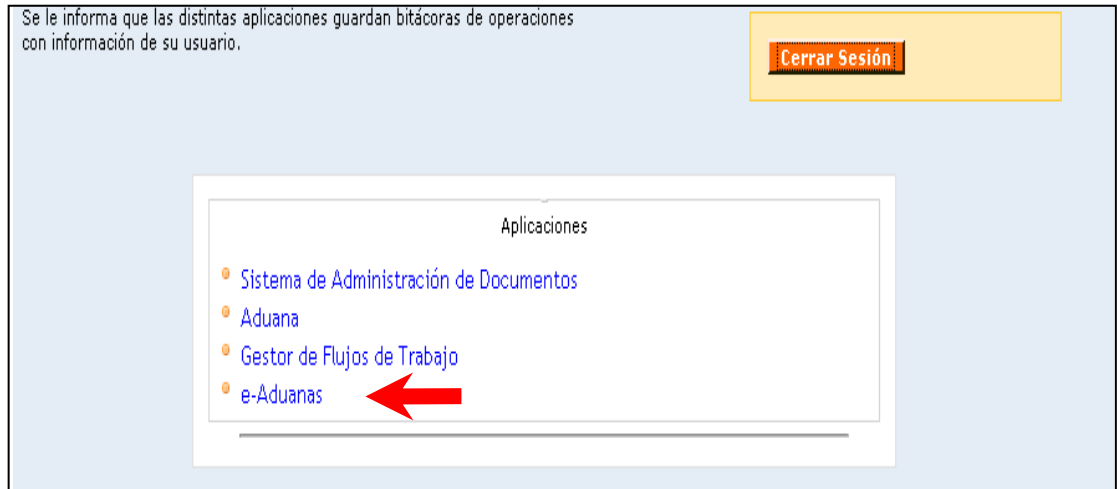 Se le informa que las distintas aplicaciones guardan bitácoras de operaciones
con información de su usuario.
Cerrar Sesión
Aplicaciones
Sistema de Administración de Documentos
Aduana
Gestor de Flujos de Trabajo
e-Aduanas